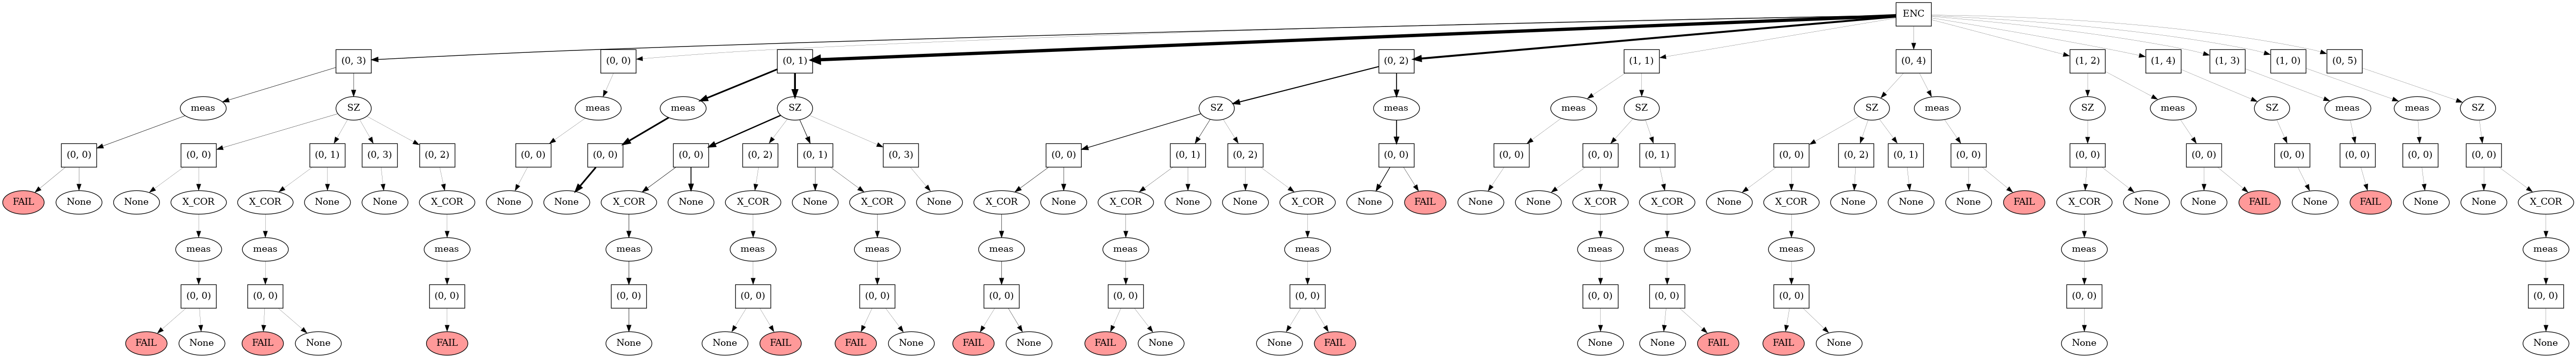 ENC
(0, 3) (0, 0) (0, 1) (0, 2) (1, 1) (0, 4) (1, 2) (1, 4) (1, 3) (1, 0) (0, 5)
meas SZ meas meas SZ SZ meas meas SZ SZ meas SZ meas SZ meas meas SZ
(0, 0) (0, 0) (0, 1) (0, 3) (0, 2) (0, 0) (0, 0) (0, 0) (0, 2) (0, 1) (0, 3) (0, 0) (0, 1) (0, 2) (0, 0) (0, 0) (0, 0) (0, 1) (0, 0) (0, 2) (0, 1) (0, 0) (0, 0) (0, 0) (0, 0) (0, 0) (0, 0) (0, 0)
FAIL None None X_COR X_COR None None X_COR None None X_COR None X_COR None X_COR None X_COR None X_COR None None X_COR None FAIL None None X_COR X_COR None X_COR None None None FAIL X_COR None None FAIL None FAIL None None X_COR
meas meas meas meas meas meas meas meas meas meas meas meas meas meas
(0, 0) (0, 0) (0, 0) (0, 0) (0, 0) (0, 0) (0, 0) (0, 0) (0, 0) (0, 0) (0, 0) (0, 0) (0, 0) (0, 0)
FAIL None FAIL None FAIL None None FAIL FAIL None FAIL None FAIL None None FAIL None None FAIL FAIL None None None